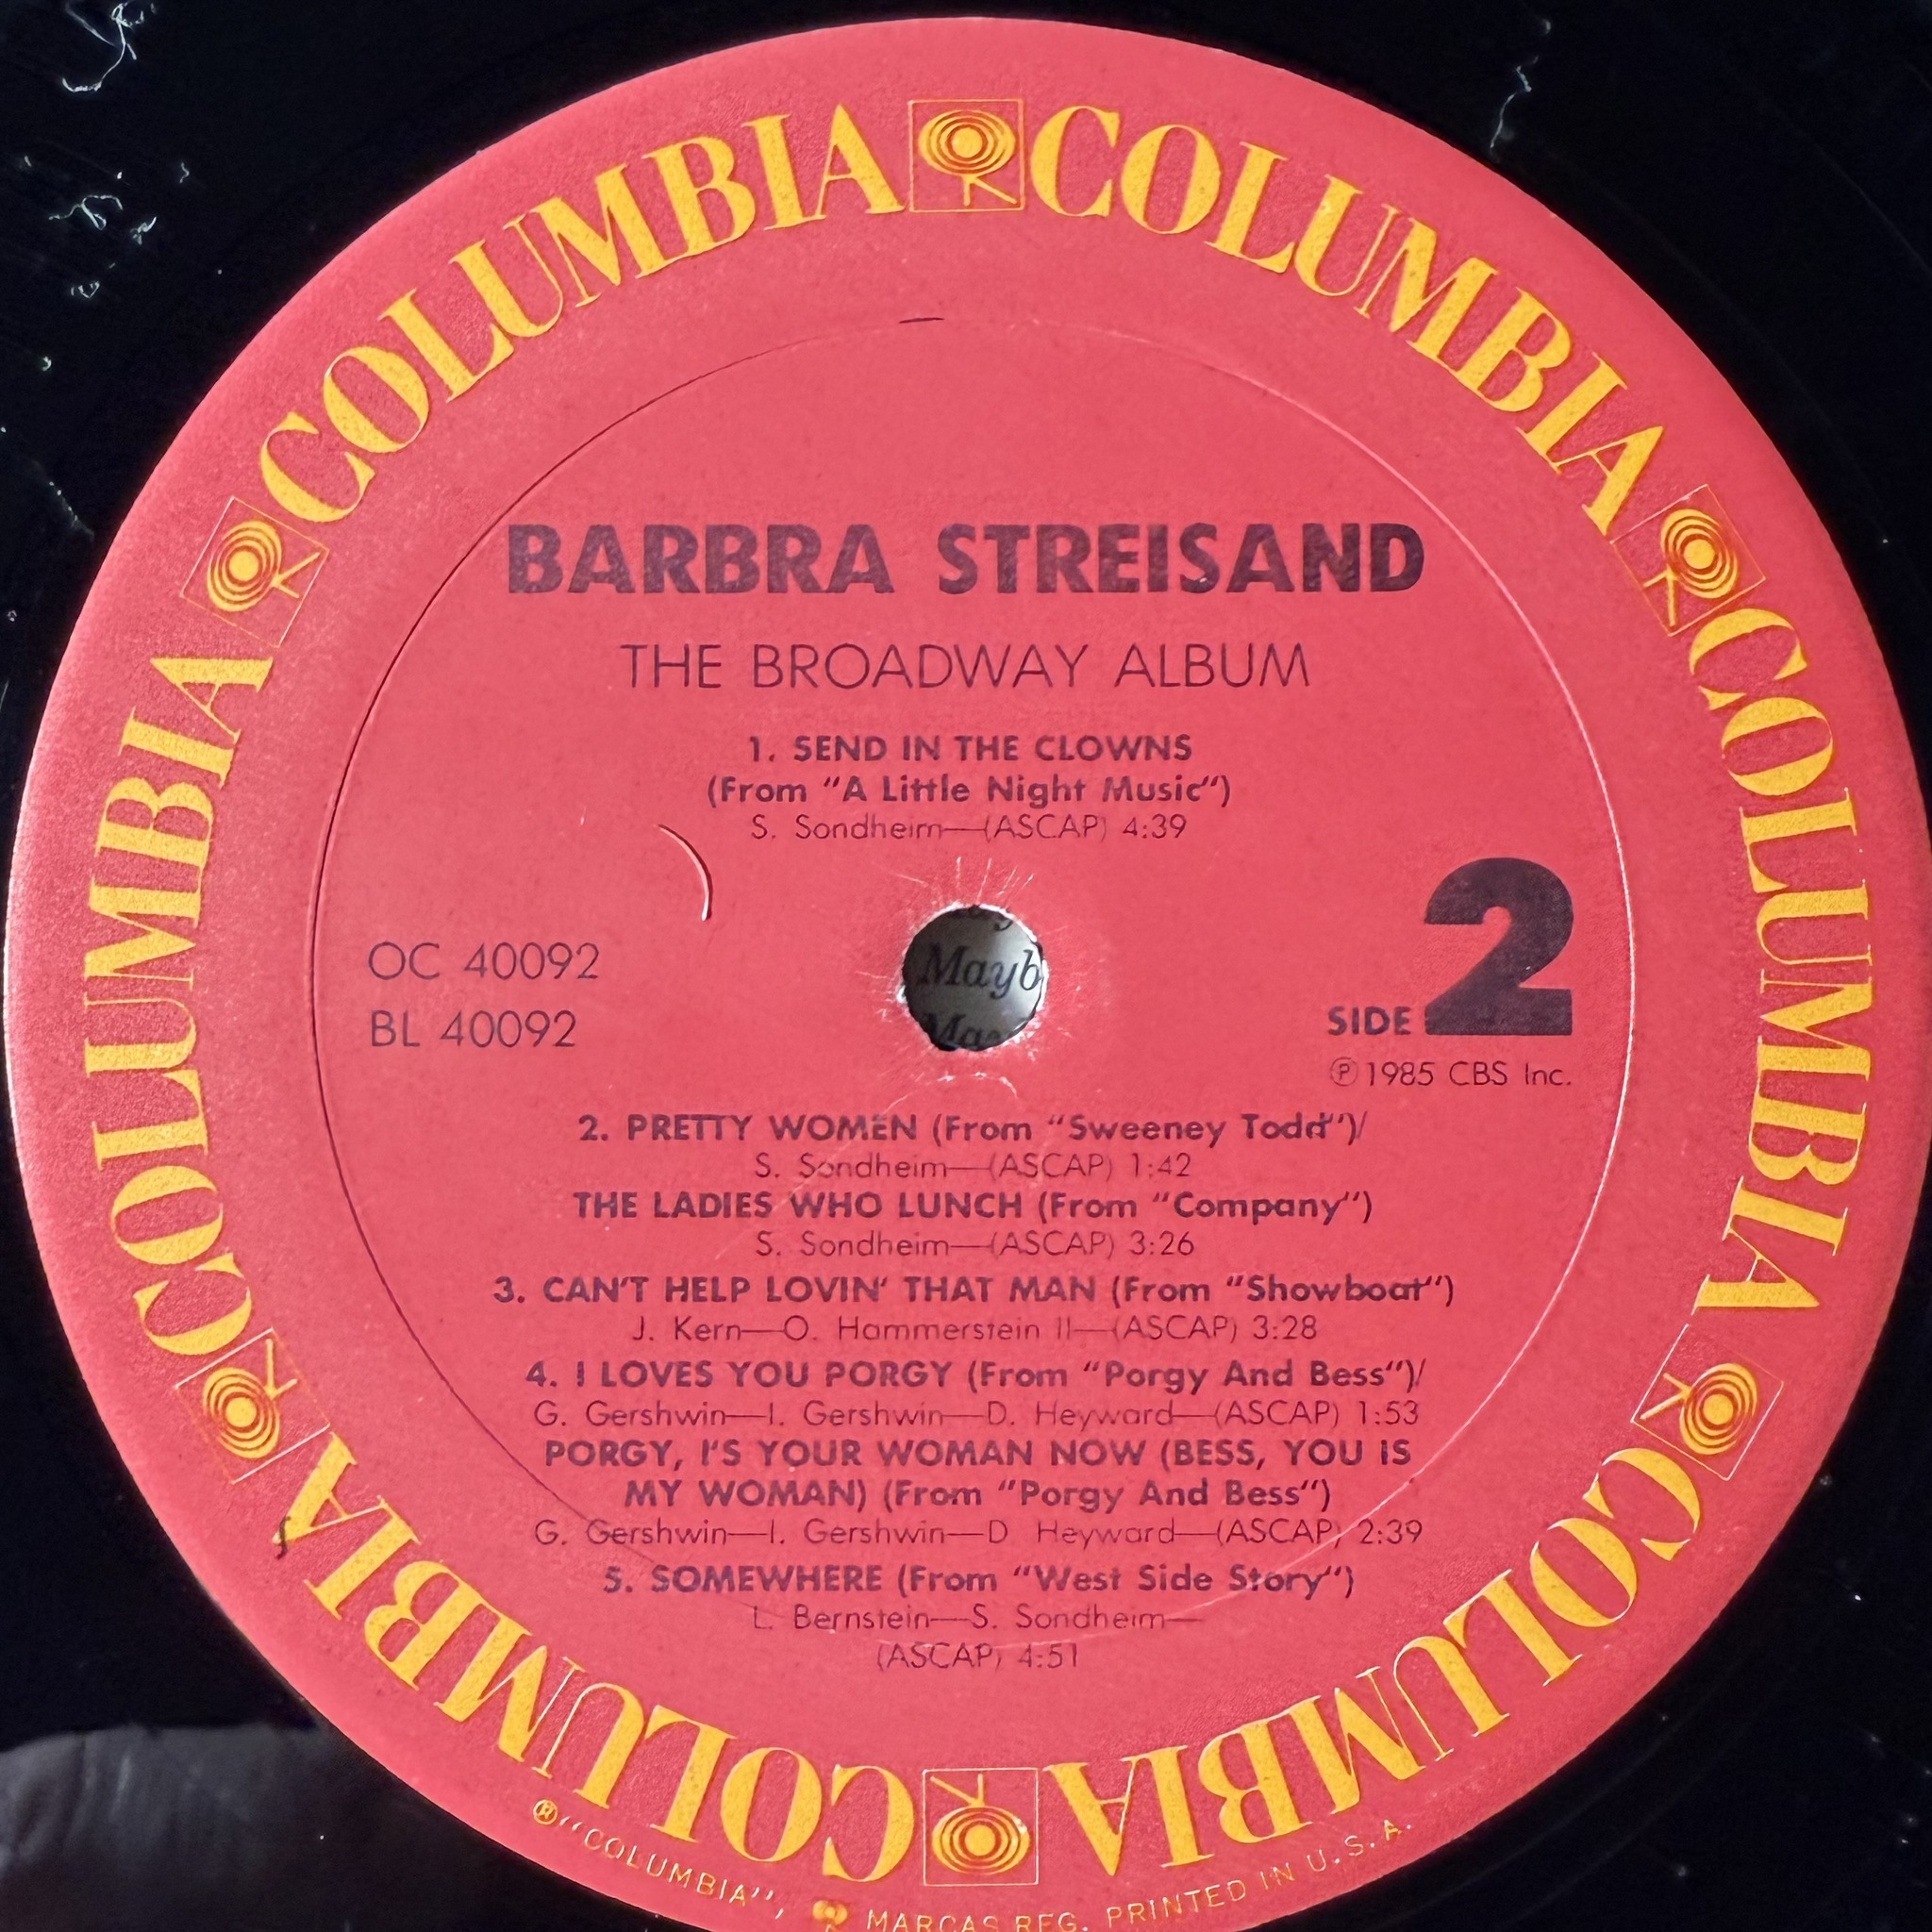 COLUMBIA COLUMBIA COLUMBIA COLUMBIA COLUMBIA COLUMBIA
BARBRA STREISAND
THE BROADWAY ALBUM
1. SEND IN THE CLOWNS
(From "A Little Night Music")
S. Sondheim—(ASCAP) 4:39
OC 40092
BL 40092
Mayb
SIDE 2
Ⓟ1985 CBS Inc.
2. PRETTY WOMEN (From "Sweeney Todd")/
S. Sondheim—(ASCAP) 1:42
THE LADIES WHO LUNCH (From "Company")
S. Sondheim—(ASCAP) 3:26
3. CAN'T HELP LOVIN' THAT MAN (From "Showboat")
J. Kern—O. Hammerstein II—(ASCAP) 3:28
4. I LOVES YOU PORGY (From "Porgy And Bess")/
G. Gershwin—I. Gershwin—D. Heyward—(ASCAP) 1:53
PORGY, I'S YOUR WOMAN NOW (BESS, YOU IS
MY WOMAN) (From "Porgy And Bess")
G. Gershwin—I. Gershwin—D Heyward—(ASCAP) 2:39
5. SOMEWHERE (From "West Side Story")
L. Bernstein—S. Sondheim—
(ASCAP) 4:51
®"COLUMBIA", MARCAS REG. PRINTED IN U.S.A.